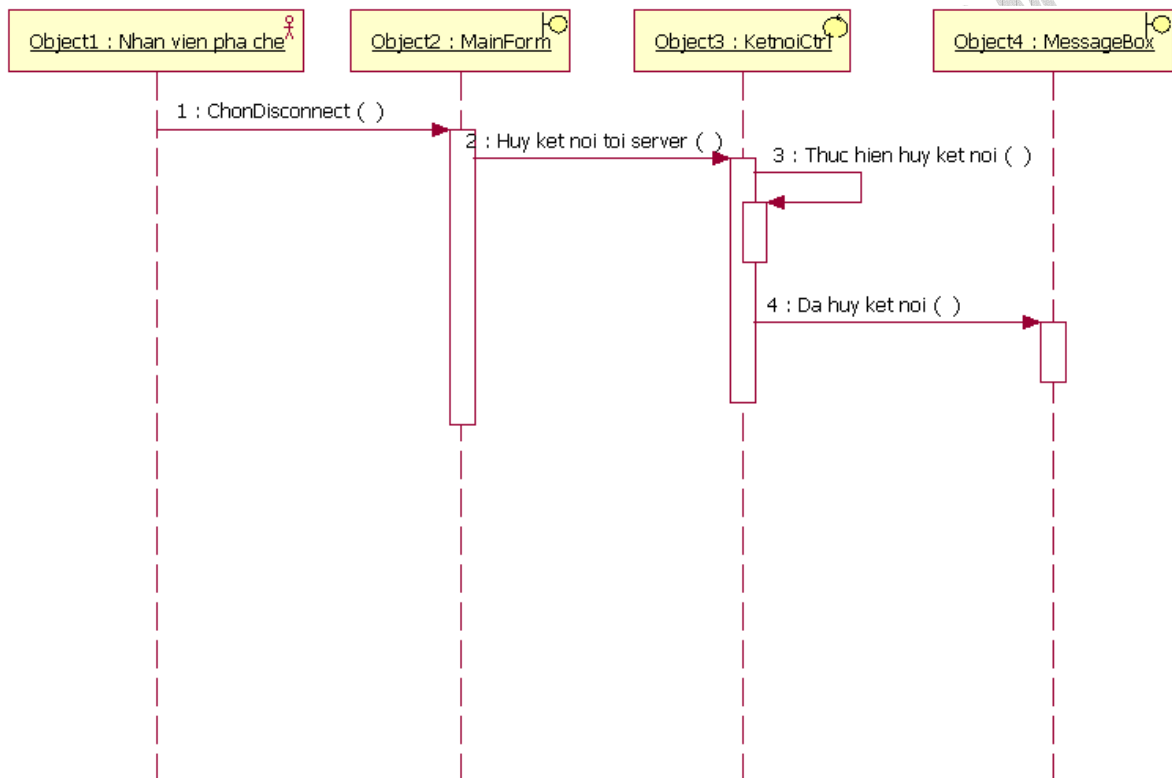 Object1 : Nhan vien pha che
Object2 : MainForm
Object3 : KetnoiCtrl
Object4 : MessageBox
1 : ChonDisconnect ( )
2 : Huy ket noi toi server ( )
3 : Thuc hien huy ket noi ( )
4 : Da huy ket noi ( )